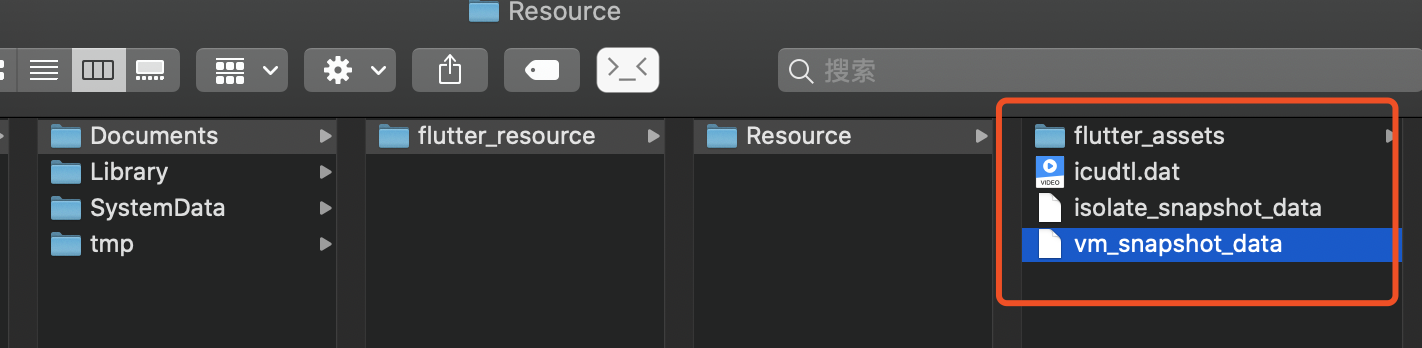 Resource
>_<
搜索
Documents
Library
SystemData
tmp
flutter_resource
Resource
flutter_assets
icudtl.dat
VIDEO
isolate_snapshot_data
vm_snapshot_data